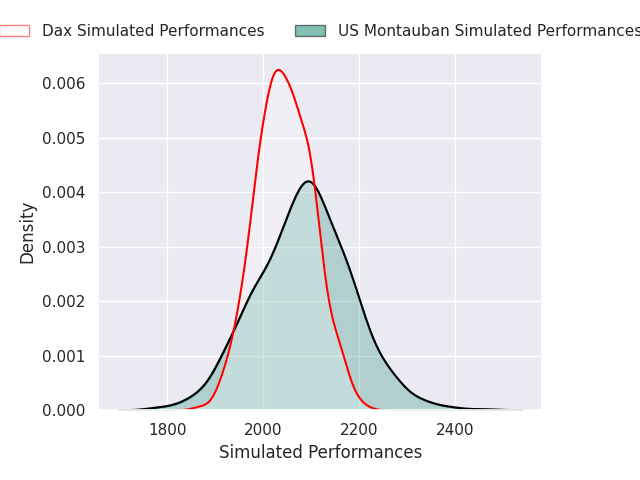 Dax Simulated Performances US Montauban Simulated Performances
0.006
0.005
0.004
0.003
0.002
0.001
0.000
Density
1800 2000 2200 2400
Simulated Performances